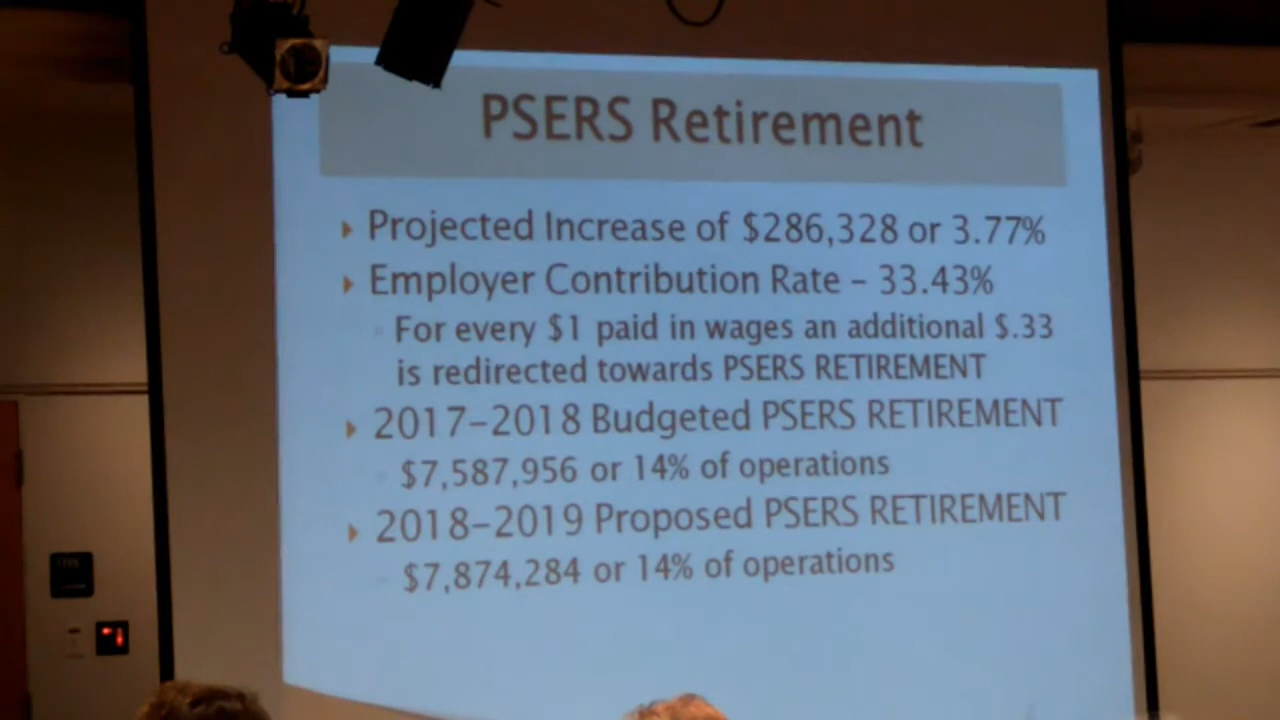 PSERS Retirement
Projected Increase of $286,328 or 3.77%
Employer Contribution Rate – 33.43%
For every $1 paid in wages an additional $.33
is redirected towards PSERS RETIREMENT
2017–2018 Budgeted PSERS RETIREMENT
$7,587,956 or 14% of operations
2018–2019 Proposed PSERS RETIREMENT
$7,874,284 or 14% of operations